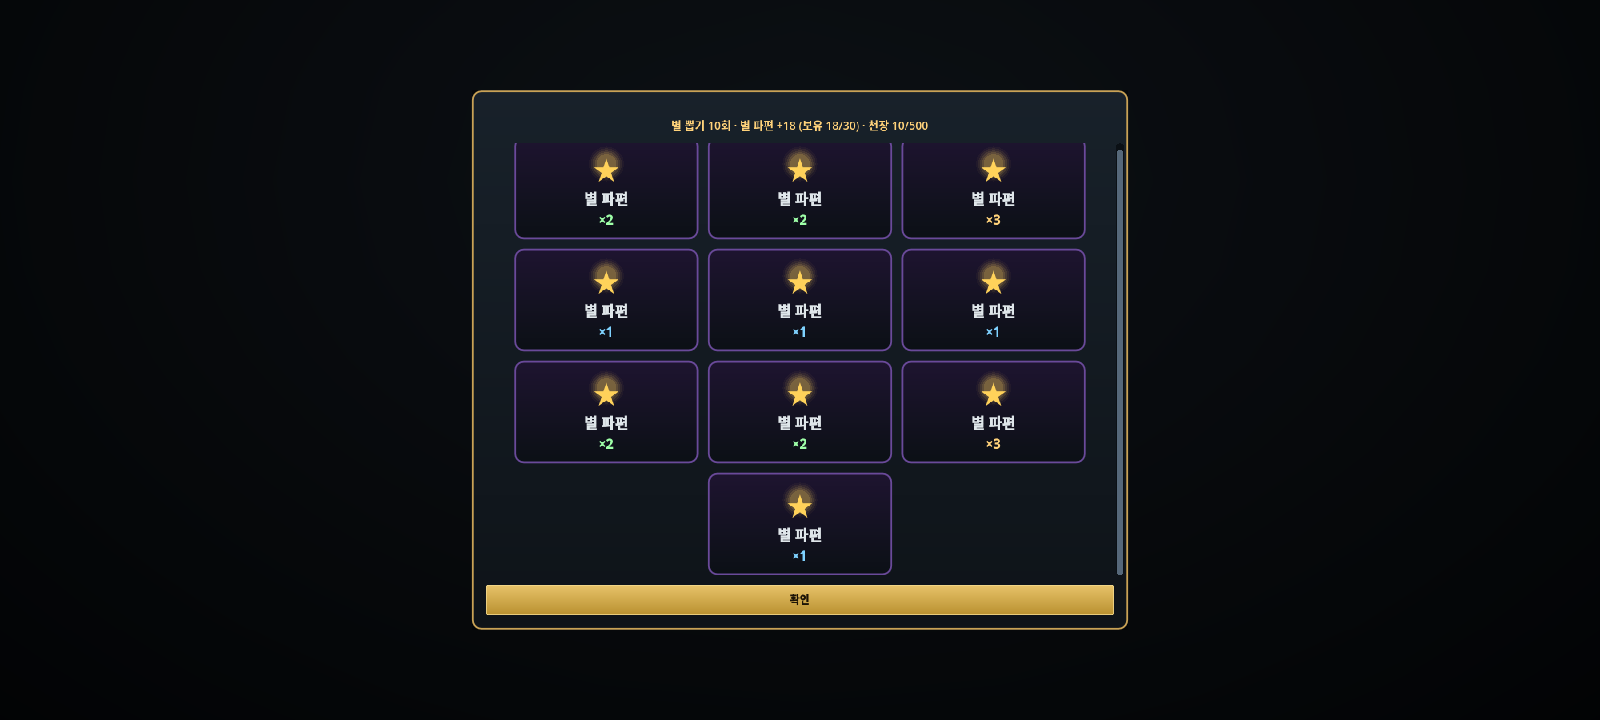 별 뽑기 10회 · 별 파편 +18 (보유 18/30) · 천장 10/500
별 파편
×2
별 파편
×2
별 파편
×3
별 파편
×1
별 파편
×1
별 파편
×1
별 파편
×2
별 파편
×2
별 파편
×3
별 파편
×1
확인